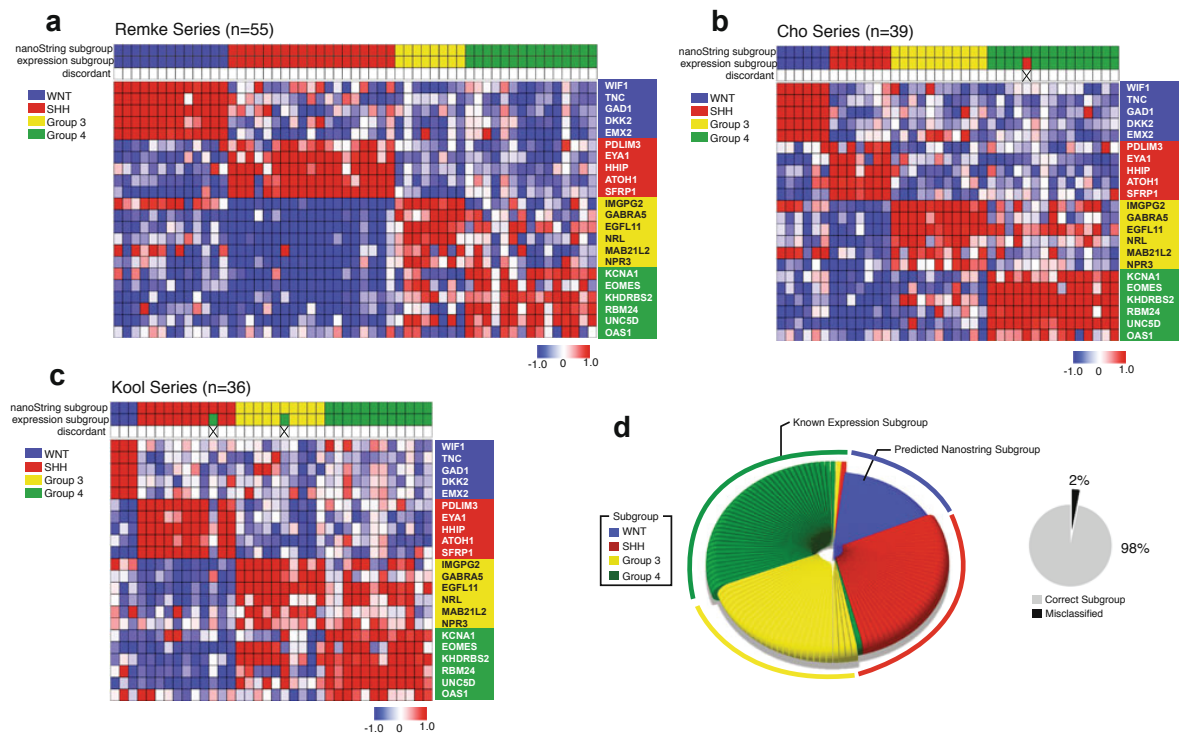 a
Remke Series (n=55)
nanoString subgroup
expression subgroup
discordant
WNT
SHH
Group 3
Group 4
WIF1
TNC
GAD1
DKK2
EMX2
PDLIM3
EYA1
HHIP
ATOH1
SFRP1
IMGPG2
GABRA5
EGFL11
NRL
MAB21L2
NPR3
KCNA1
EOMES
KHDRBS2
RBM24
UNC5D
OAS1
-1.0 0 1.0
b
Cho Series (n=39)
nanoString subgroup
expression subgroup
discordant
X
WNT
SHH
Group 3
Group 4
WIF1
TNC
GAD1
DKK2
EMX2
PDLIM3
EYA1
HHIP
ATOH1
SFRP1
IMGPG2
GABRA5
EGFL11
NRL
MAB21L2
NPR3
KCNA1
EOMES
KHDRBS2
RBM24
UNC5D
OAS1
-1.0 0 1.0
c
Kool Series (n=36)
nanoString subgroup
expression subgroup
discordant
X X
WNT
SHH
Group 3
Group 4
WIF1
TNC
GAD1
DKK2
EMX2
PDLIM3
EYA1
HHIP
ATOH1
SFRP1
IMGPG2
GABRA5
EGFL11
NRL
MAB21L2
NPR3
KCNA1
EOMES
KHDRBS2
RBM24
UNC5D
OAS1
-1.0 0 1.0
d
Known Expression Subgroup
Predicted Nanostring Subgroup
Subgroup
WNT
SHH
Group 3
Group 4
2%
98%
Correct Subgroup
Misclassified